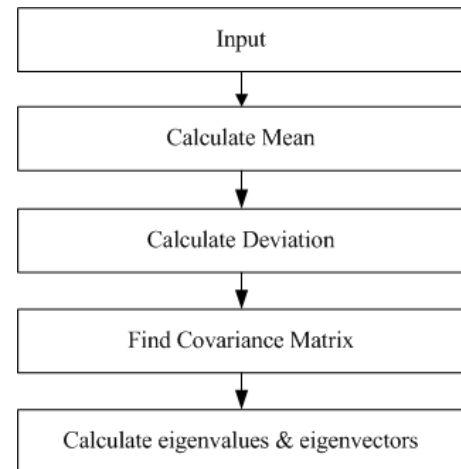 Input
Calculate Mean
Calculate Deviation
Find Covariance Matrix
Calculate eigenvalues & eigenvectors